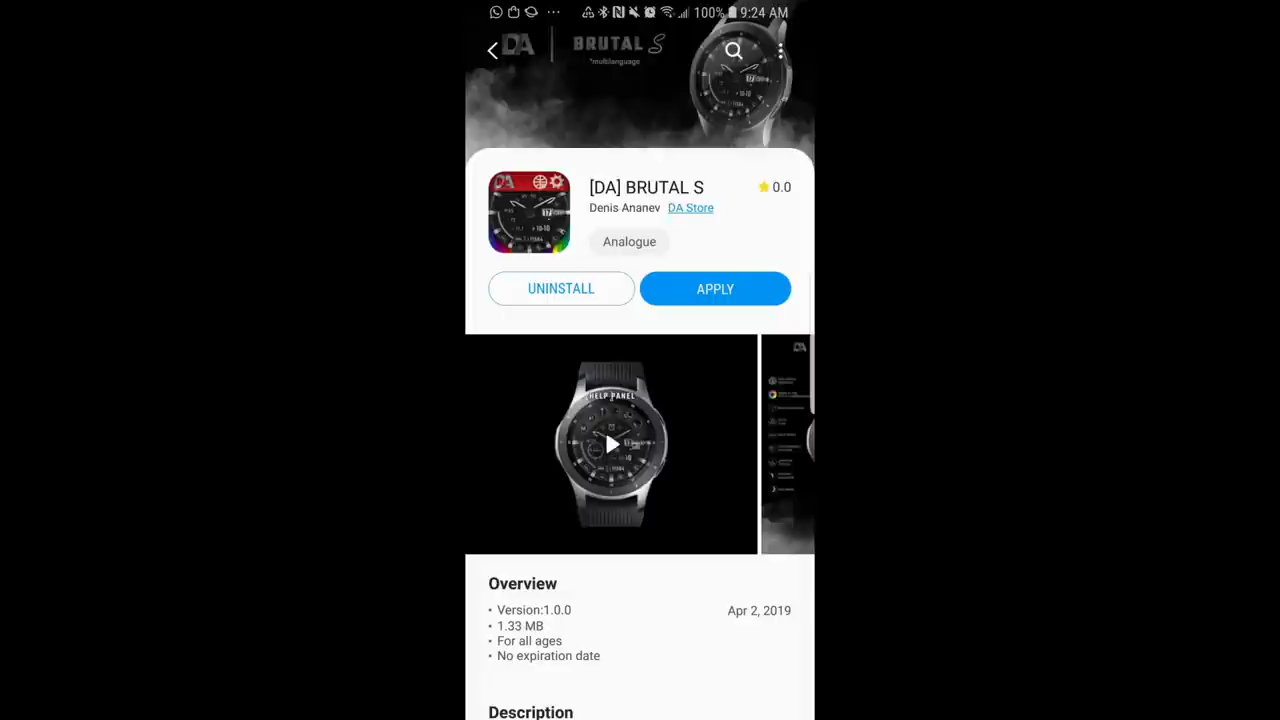 100% 9:24 AM
DA BRUTAL S
*multilanguage
DA
[DA] BRUTAL S
0.0
Denis Ananev DA Store
Analogue
UNINSTALL
APPLY
HELP PANEL
DA
Overview
• Version:1.0.0
Apr 2, 2019
• 1.33 MB
• For all ages
• No expiration date
Description